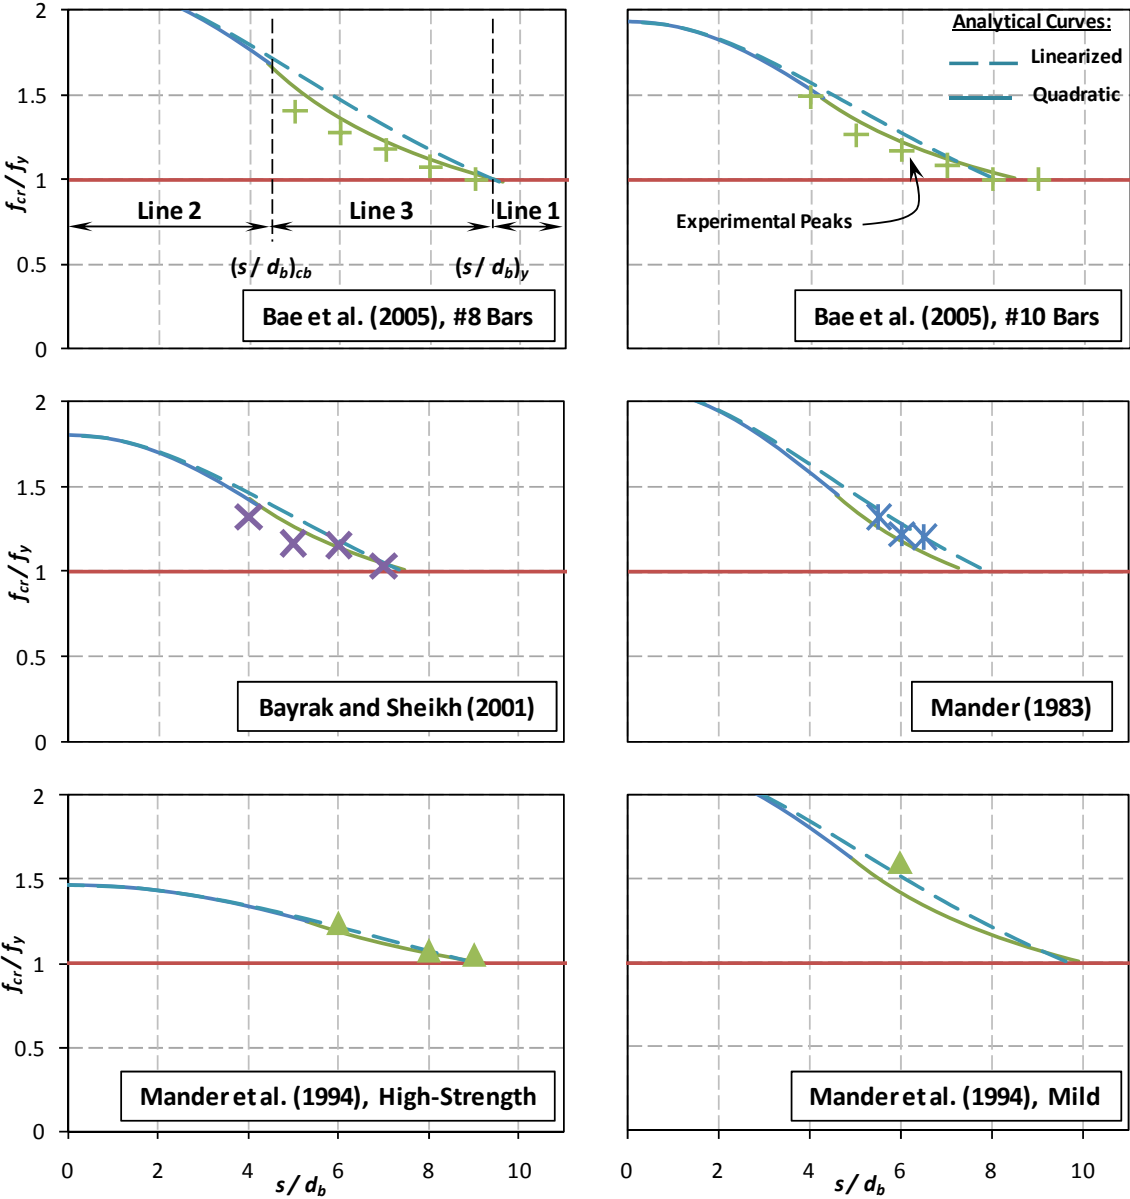 2
1.5
1
0.5
0
f_cr / f_y
Line 2
Line 3
Line 1
(s / d_b)_cb
(s / d_b)_y
Bae et al. (2005), #8 Bars
Analytical Curves:
Linearized
Quadratic
Experimental Peaks
Bae et al. (2005), #10 Bars
2
1.5
1
0.5
0
f_cr / f_y
Bayrak and Sheikh (2001)
Mander (1983)
2
1.5
1
0.5
0
f_cr / f_y
Mander et al. (1994), High-Strength
0 2 4 6 8 10
s / d_b
Mander et al. (1994), Mild
0 2 4 6 8 10
s / d_b